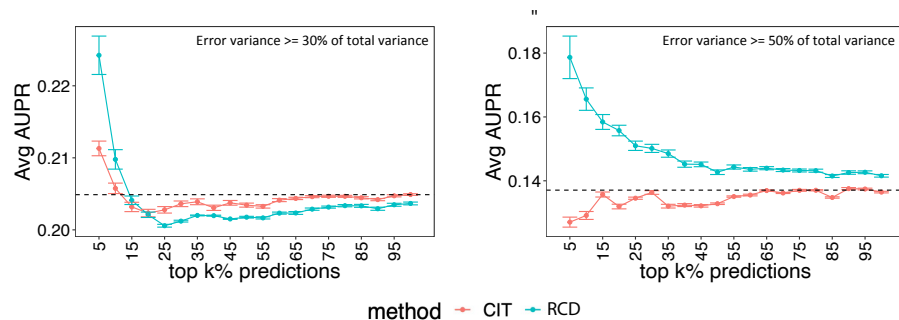 "
Error variance >= 30% of total variance
Avg AUPR
0.22
0.21
0.20
5 15 25 35 45 55 65 75 85 95
top k% predictions
Error variance >= 50% of total variance
Avg AUPR
0.18
0.16
0.14
5 15 25 35 45 55 65 75 85 95
top k% predictions
method CIT RCD